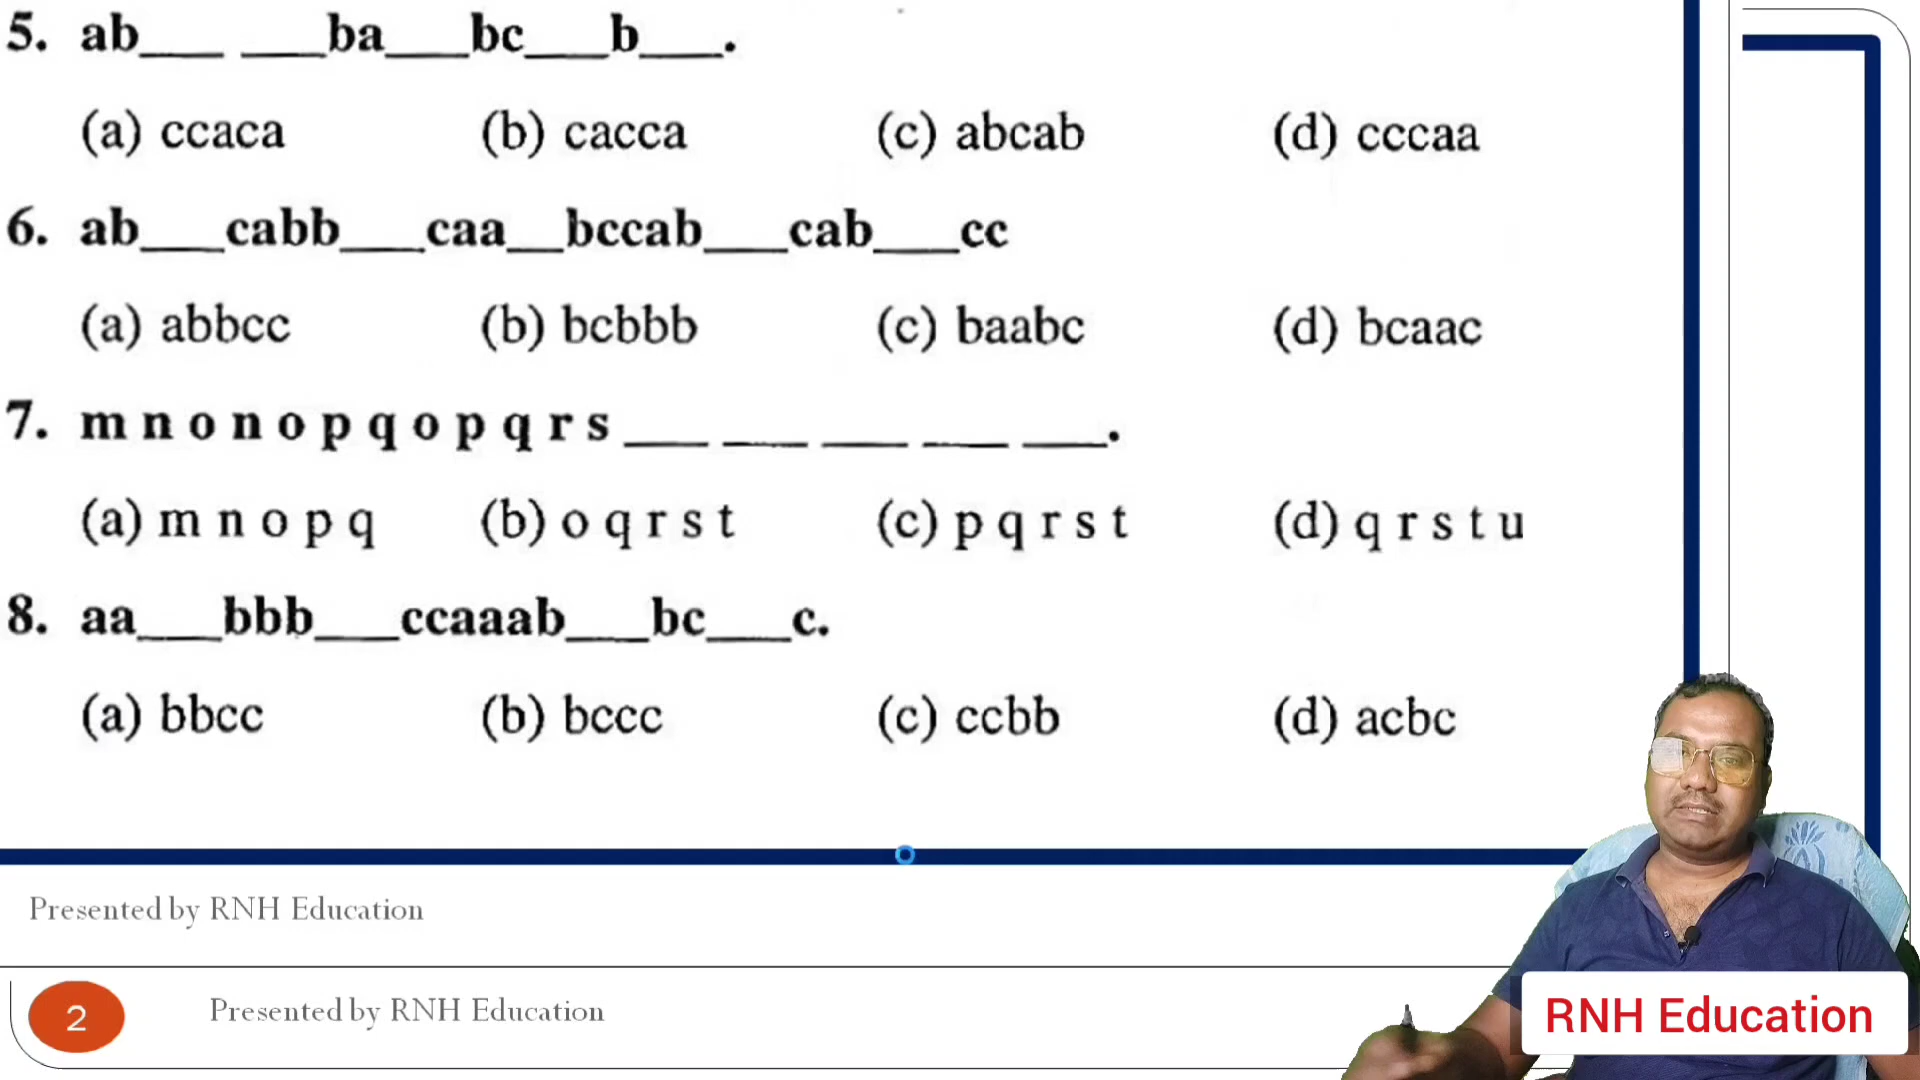 5. ab___ ___ba___bc___b___.
(a) ccaca (b) cacca (c) abcab (d) cccaa
6. ab___cabb___caa__bccab___cab___cc
(a) abbcc (b) bcbbb (c) baabc (d) bcaac
7. m n o n o p q o p q r s ___ ___ ___ ___ ___.
(a) m n o p q (b) o q r s t (c) p q r s t (d) q r s t u
8. aa___bbb___ccaaab___bc___c.
(a) bbcc (b) bccc (c) ccbb (d) acbc
Presented by RNH Education
2 Presented by RNH Education
RNH Education